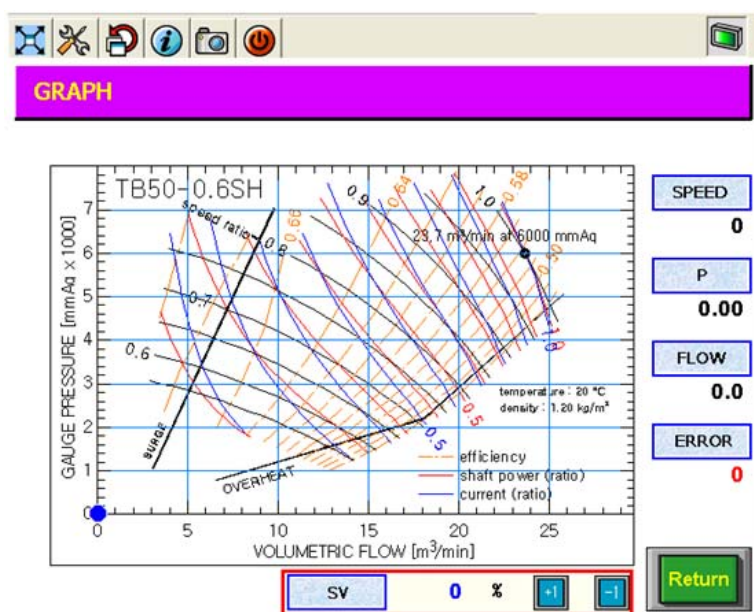 GRAPH
TB50-0.6SH
speed ratio
0.8
0.66
0.9
0.64
1.0
0.58
SPEED
0
23.7 m³/min at 6000 mmAq
0.50
P
0.00
0.7
0.6
FLOW
0.0
temperature : 20 °C
density : 1.20 kg/m³
1.0
1.0
0.5
0.5
ERROR
0
SURGE
OVERHEAT
efficiency
shaft power (ratio)
current (ratio)
GAUGE PRESSURE [mmAq x 1000]
7
6
5
4
3
2
1
0
0 5 10 15 20 25
VOLUMETRIC FLOW [m³/min]
SV 0 % +1 -1
Return